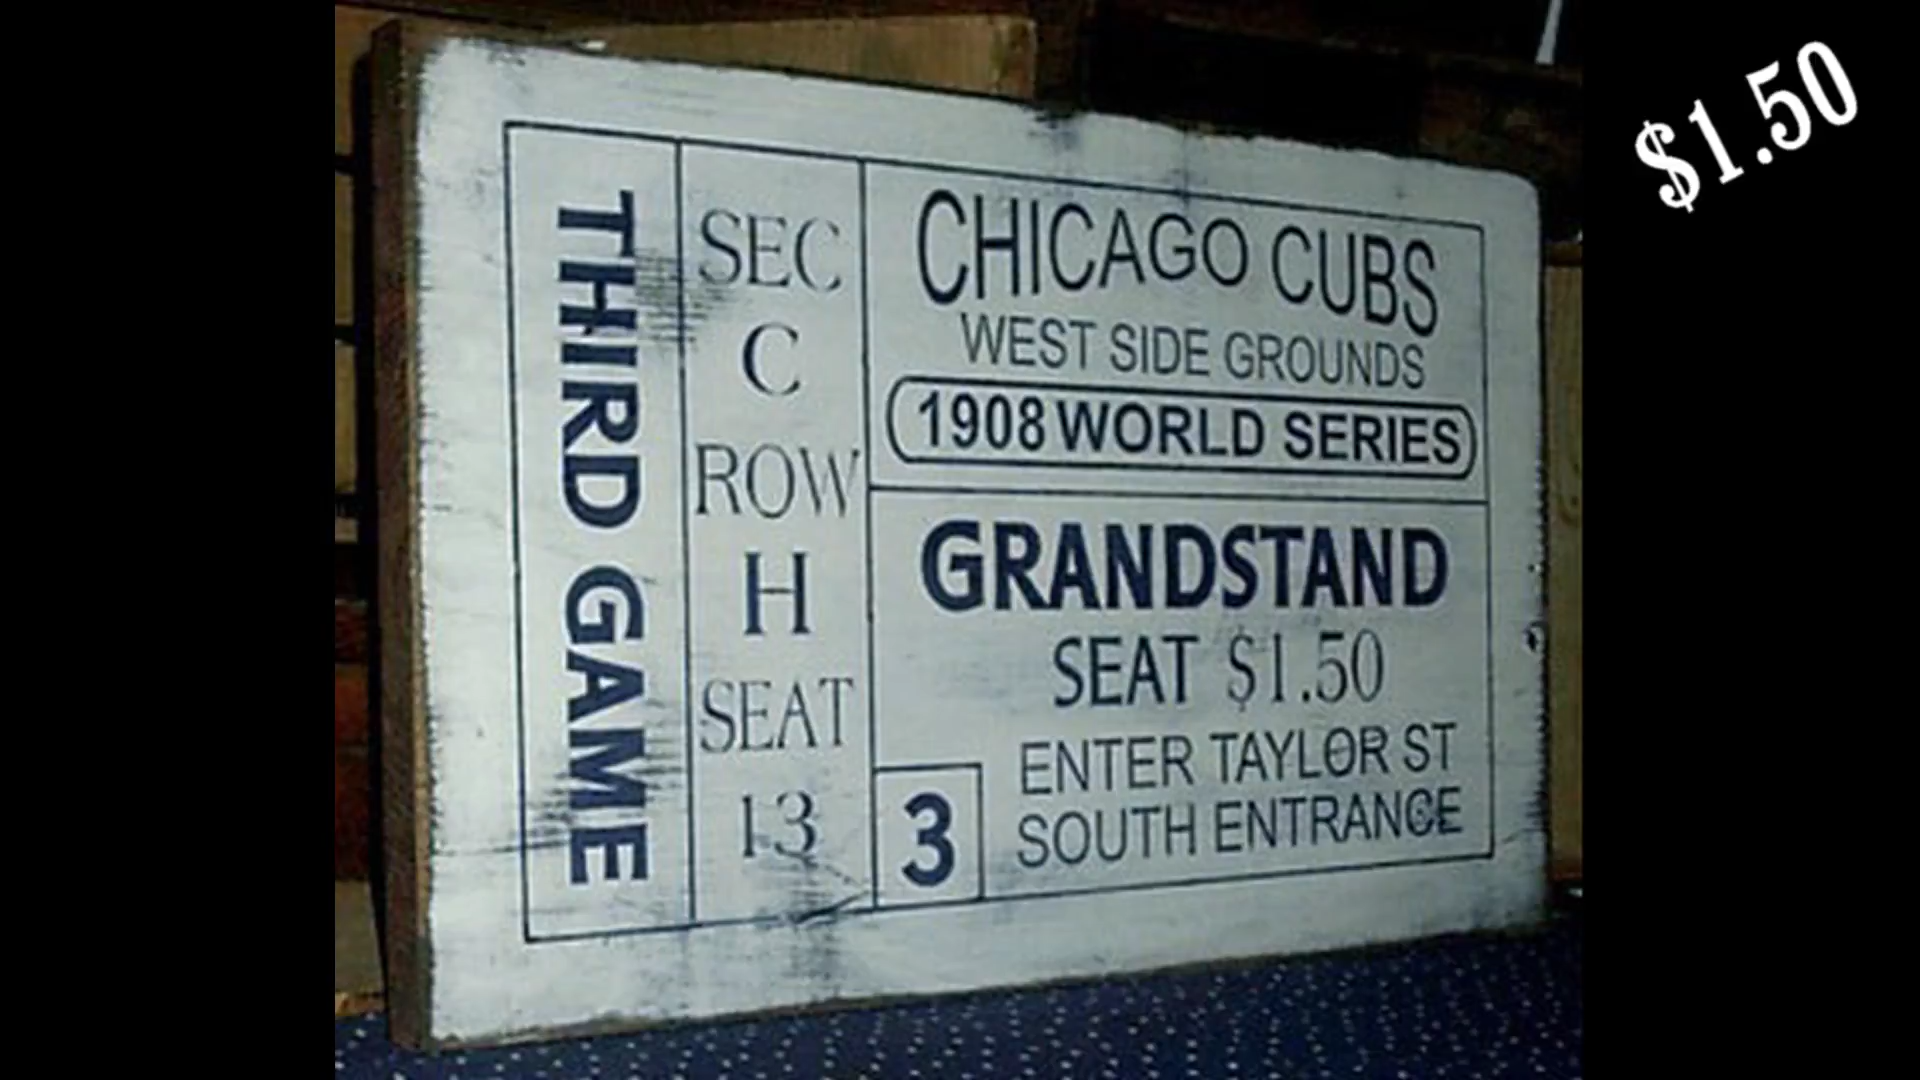 $1.50
THIRD GAME
SEC
C
ROW
H
SEAT
13
CHICAGO CUBS
WEST SIDE GROUNDS
1908 WORLD SERIES
GRANDSTAND
SEAT $1.50
ENTER TAYLOR ST
SOUTH ENTRANCE
3